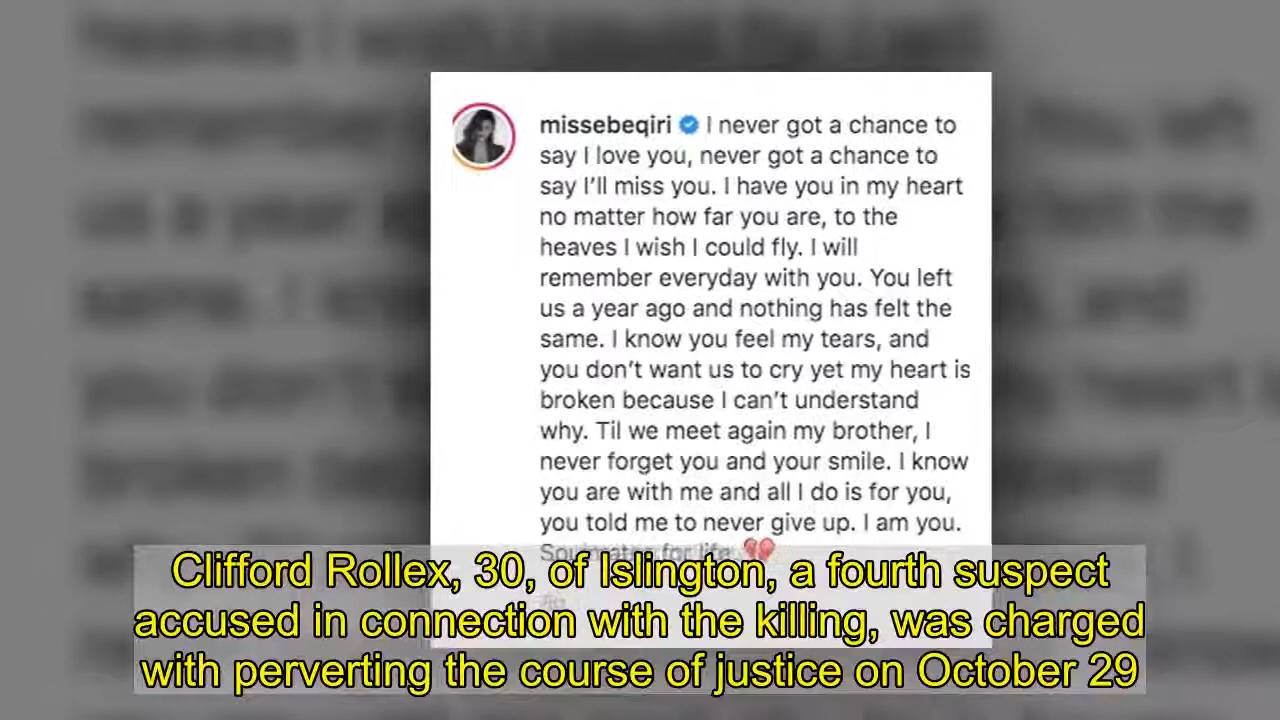 missebeqiri I never got a chance to
say I love you, never got a chance to
say I'll miss you. I have you in my heart
no matter how far you are, to the
heaves I wish I could fly. I will
remember everyday with you. You left
us a year ago and nothing has felt the
same. I know you feel my tears, and
you don't want us to cry yet my heart is
broken because I can't understand
why. Til we meet again my brother, I
never forget you and your smile. I know
you are with me and all I do is for you,
you told me to never give up. I am you.
Soulmates for life 💔
Clifford Rollex, 30, of Islington, a fourth suspect
accused in connection with the killing, was charged
with perverting the course of justice on October 29